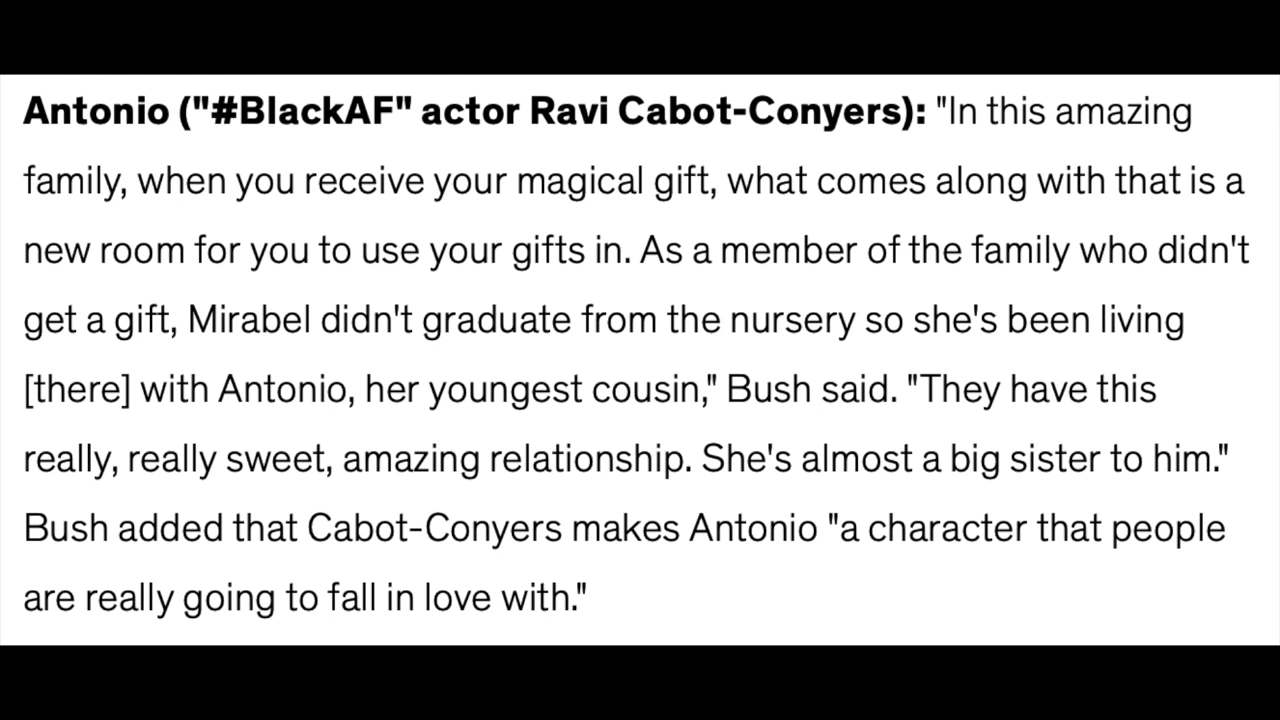 Antonio ("#BlackAF" actor Ravi Cabot-Conyers): "In this amazing
family, when you receive your magical gift, what comes along with that is a
new room for you to use your gifts in. As a member of the family who didn't
get a gift, Mirabel didn't graduate from the nursery so she's been living
[there] with Antonio, her youngest cousin," Bush said. "They have this
really, really sweet, amazing relationship. She's almost a big sister to him."
Bush added that Cabot-Conyers makes Antonio "a character that people
are really going to fall in love with."